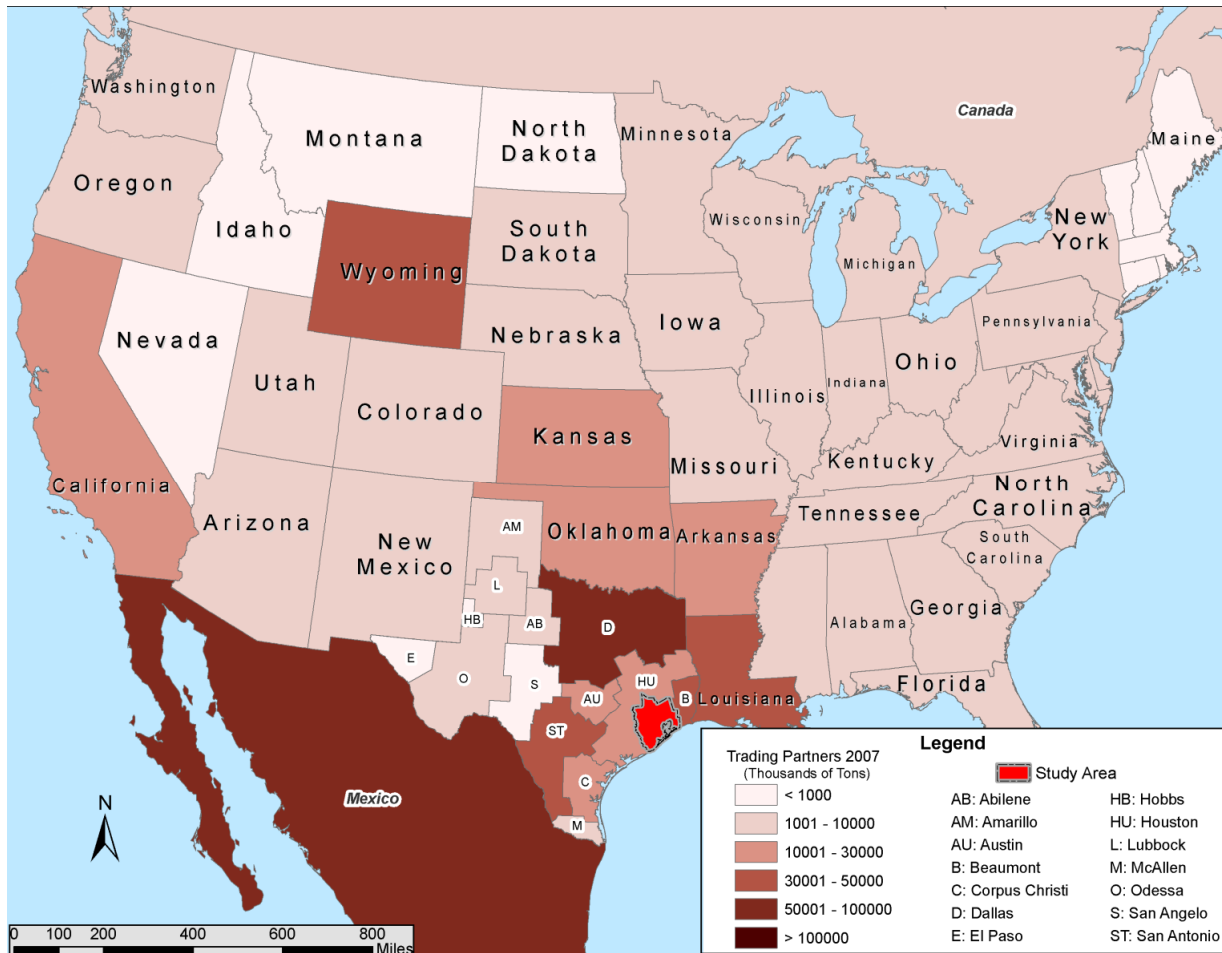 Canada
Washington
Montana
North
Dakota
Minnesota
Maine
Oregon
Idaho
South
Dakota
Wisconsin
New
York
Wyoming
Michigan
Nevada
Nebraska
Iowa
Pennsylvania
Utah
Colorado
Illinois
Indiana
Ohio
Kansas
Missouri
Kentucky
Virginia
California
Arizona
New
Mexico
Oklahoma
Arkansas
Tennessee
North
Carolina
South
Carolina
Alabama
Georgia
Florida
Louisiana
Mexico
AM
L
HB
AB
D
E
O
S
AU
HU
B
ST
C
M
N
0 100 200 400 600 800
Miles
Legend
Trading Partners 2007
(Thousands of Tons)
< 1000
1001 - 10000
10001 - 30000
30001 - 50000
50001 - 100000
> 100000
Study Area
AB: Abilene
AM: Amarillo
AU: Austin
B: Beaumont
C: Corpus Christi
D: Dallas
E: El Paso
HB: Hobbs
HU: Houston
L: Lubbock
M: McAllen
O: Odessa
S: San Angelo
ST: San Antonio